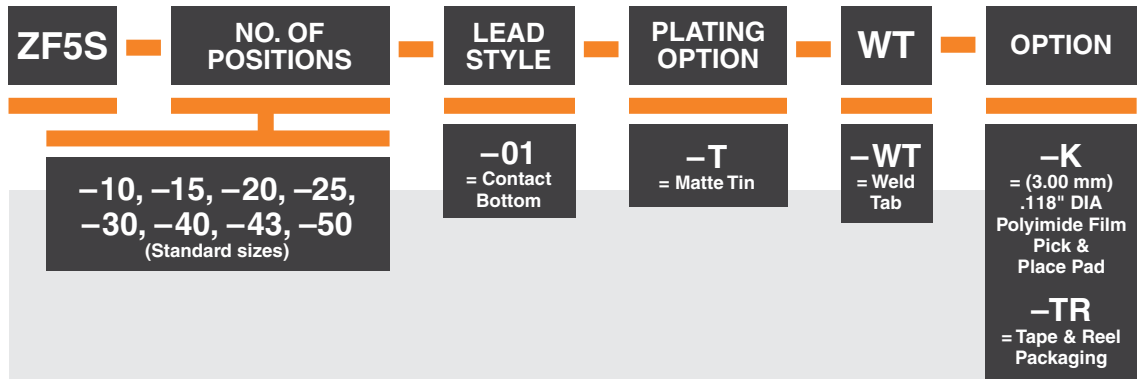 ZF5S
NO. OF
POSITIONS
LEAD
STYLE
PLATING
OPTION
WT
OPTION
–10, –15, –20, –25,
–30, –40, –43, –50
(Standard sizes)
–01
= Contact
Bottom
–T
= Matte Tin
–WT
= Weld
Tab
–K
= (3.00 mm)
.118" DIA
Polyimide Film
Pick &
Place Pad
–TR
= Tape & Reel
Packaging